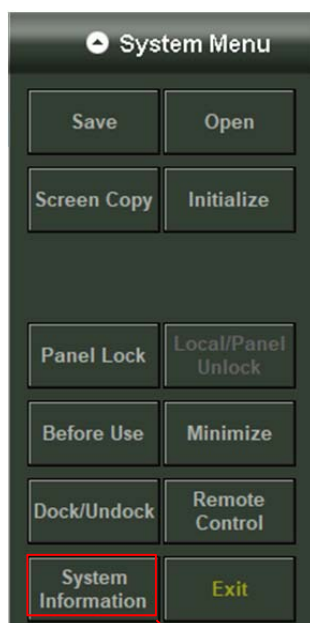 System Menu
Save
Open
Screen Copy
Initialize
Panel Lock
Local/Panel
Unlock
Before Use
Minimize
Dock/Undock
Remote
Control
System
Information
Exit